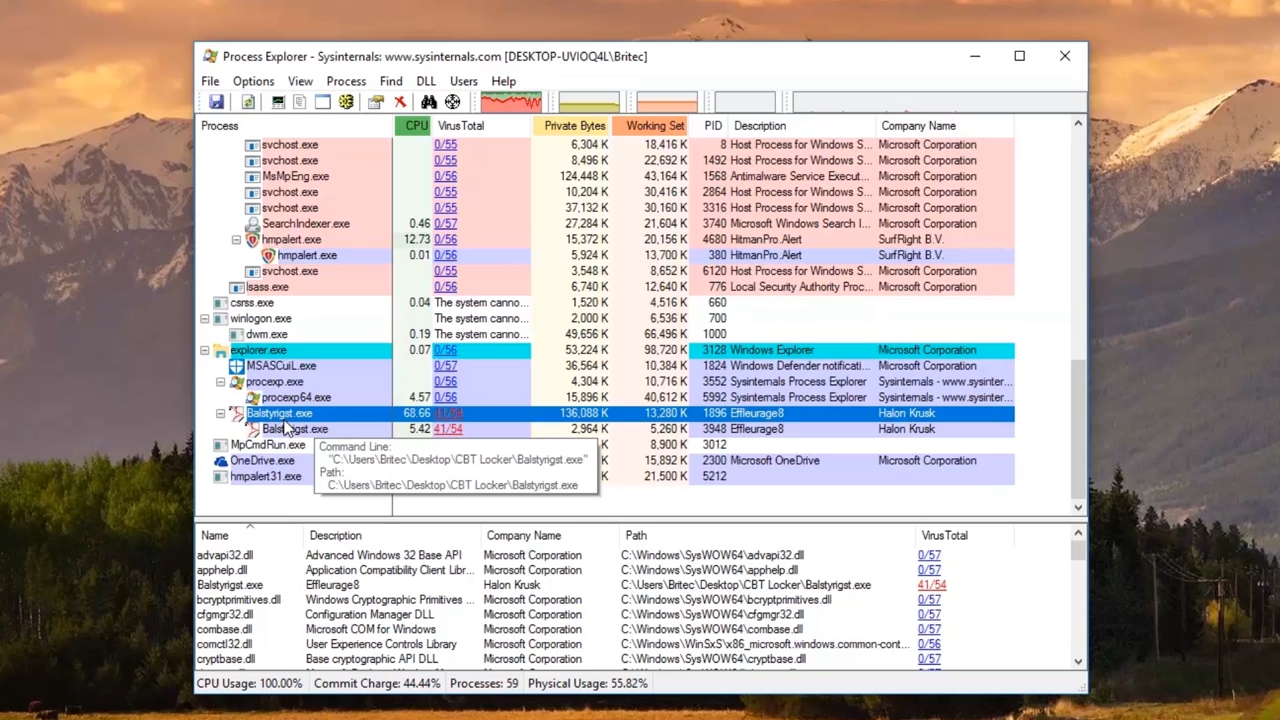 Process Explorer - Sysinternals: www.sysinternals.com [DESKTOP-UVIOQ4L\Britec]
File Options View Process Find DLL Users Help
Process CPU VirusTotal Private Bytes Working Set PID Description Company Name
svchost.exe 0/55 6,304 K 18,416 K 8 Host Process for Windows S... Microsoft Corporation
svchost.exe 0/55 8,496 K 22,692 K 1492 Host Process for Windows S... Microsoft Corporation
MsMpEng.exe 0/56 124,448 K 43,164 K 1568 Antimalware Service Execut... Microsoft Corporation
svchost.exe 0/55 10,204 K 30,416 K 2864 Host Process for Windows S... Microsoft Corporation
svchost.exe 0/55 37,132 K 30,160 K 3316 Host Process for Windows S... Microsoft Corporation
SearchIndexer.exe 0.46 0/57 27,284 K 21,604 K 3740 Microsoft Windows Search I... Microsoft Corporation
hmpalert.exe 12.73 0/56 15,372 K 20,156 K 4680 HitmanPro.Alert SurfRight B.V.
hmpalert.exe 0.01 0/56 5,924 K 13,700 K 380 HitmanPro.Alert SurfRight B.V.
svchost.exe 0/55 3,548 K 8,652 K 6120 Host Process for Windows S... Microsoft Corporation
lsass.exe 0/56 6,740 K 12,640 K 776 Local Security Authority Proc... Microsoft Corporation
csrss.exe 0.04 The system canno... 1,520 K 4,516 K 660
winlogon.exe The system canno... 2,000 K 6,536 K 700
dwm.exe 0.19 The system canno... 49,656 K 66,496 K 1000
explorer.exe 0.07 0/56 53,224 K 98,720 K 3128 Windows Explorer Microsoft Corporation
MSASCuiL.exe 0/57 36,564 K 10,384 K 1824 Windows Defender notificati... Microsoft Corporation
procexp.exe 0/56 4,304 K 10,716 K 3552 Sysinternals Process Explorer Sysinternals - www.sysinter...
procexp64.exe 4.57 0/56 15,896 K 40,612 K 5992 Sysinternals Process Explorer Sysinternals - www.sysinter...
Balstyrigst.exe 68.66 41/54 136,088 K 13,280 K 1896 Effleurage8 Halon Krusk
Balstyrigst.exe 5.42 41/54 2,964 K 5,260 K 3948 Effleurage8 Halon Krusk
MpCmdRun.exe K 8,900 K 3012
OneDrive.exe K 15,892 K 2300 Microsoft OneDrive Microsoft Corporation
hmpalert31.exe K 21,500 K 5212
Command Line:
"C:\Users\Britec\Desktop\CBT Locker\Balstyrigst.exe"
Path:
C:\Users\Britec\Desktop\CBT Locker\Balstyrigst.exe
Name Description Company Name Path VirusTotal
advapi32.dll Advanced Windows 32 Base API Microsoft Corporation C:\Windows\SysWOW64\advapi32.dll 0/57
apphelp.dll Application Compatibility Client Libr... Microsoft Corporation C:\Windows\SysWOW64\apphelp.dll 0/57
Balstyrigst.exe Effleurage8 Halon Krusk C:\Users\Britec\Desktop\CBT Locker\Balstyrigst.exe 41/54
bcryptprimitives.dll Windows Cryptographic Primitives ... Microsoft Corporation C:\Windows\SysWOW64\bcryptprimitives.dll 0/57
cfgmgr32.dll Configuration Manager DLL Microsoft Corporation C:\Windows\SysWOW64\cfgmgr32.dll 0/57
combase.dll Microsoft COM for Windows Microsoft Corporation C:\Windows\SysWOW64\combase.dll 0/57
comctl32.dll User Experience Controls Library Microsoft Corporation C:\Windows\WinSxS\x86_microsoft.windows.common-cont... 0/56
cryptbase.dll Base cryptographic API DLL Microsoft Corporation C:\Windows\SysWOW64\cryptbase.dll 0/57
CPU Usage: 100.00% Commit Charge: 44.44% Processes: 59 Physical Usage: 55.82%